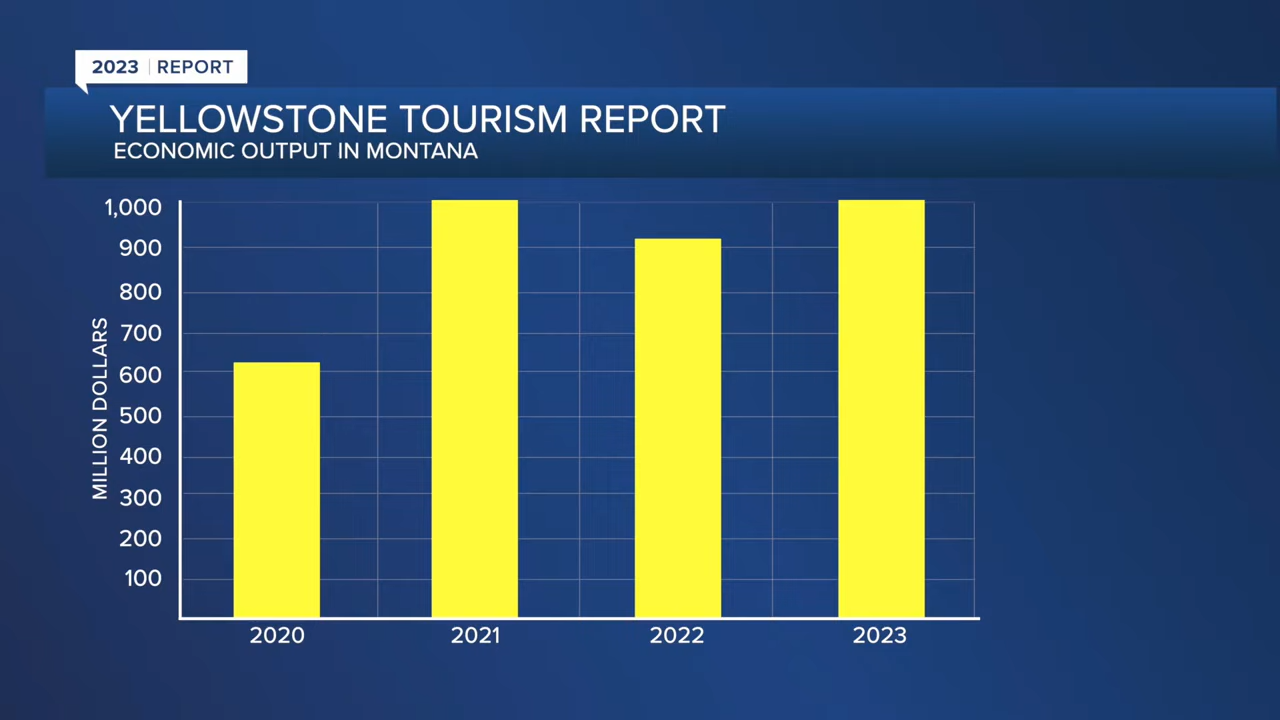 2023 | REPORT
YELLOWSTONE TOURISM REPORT
ECONOMIC OUTPUT IN MONTANA
MILLION DOLLARS
1,000
900
800
700
600
500
400
300
200
100
2020 2021 2022 2023